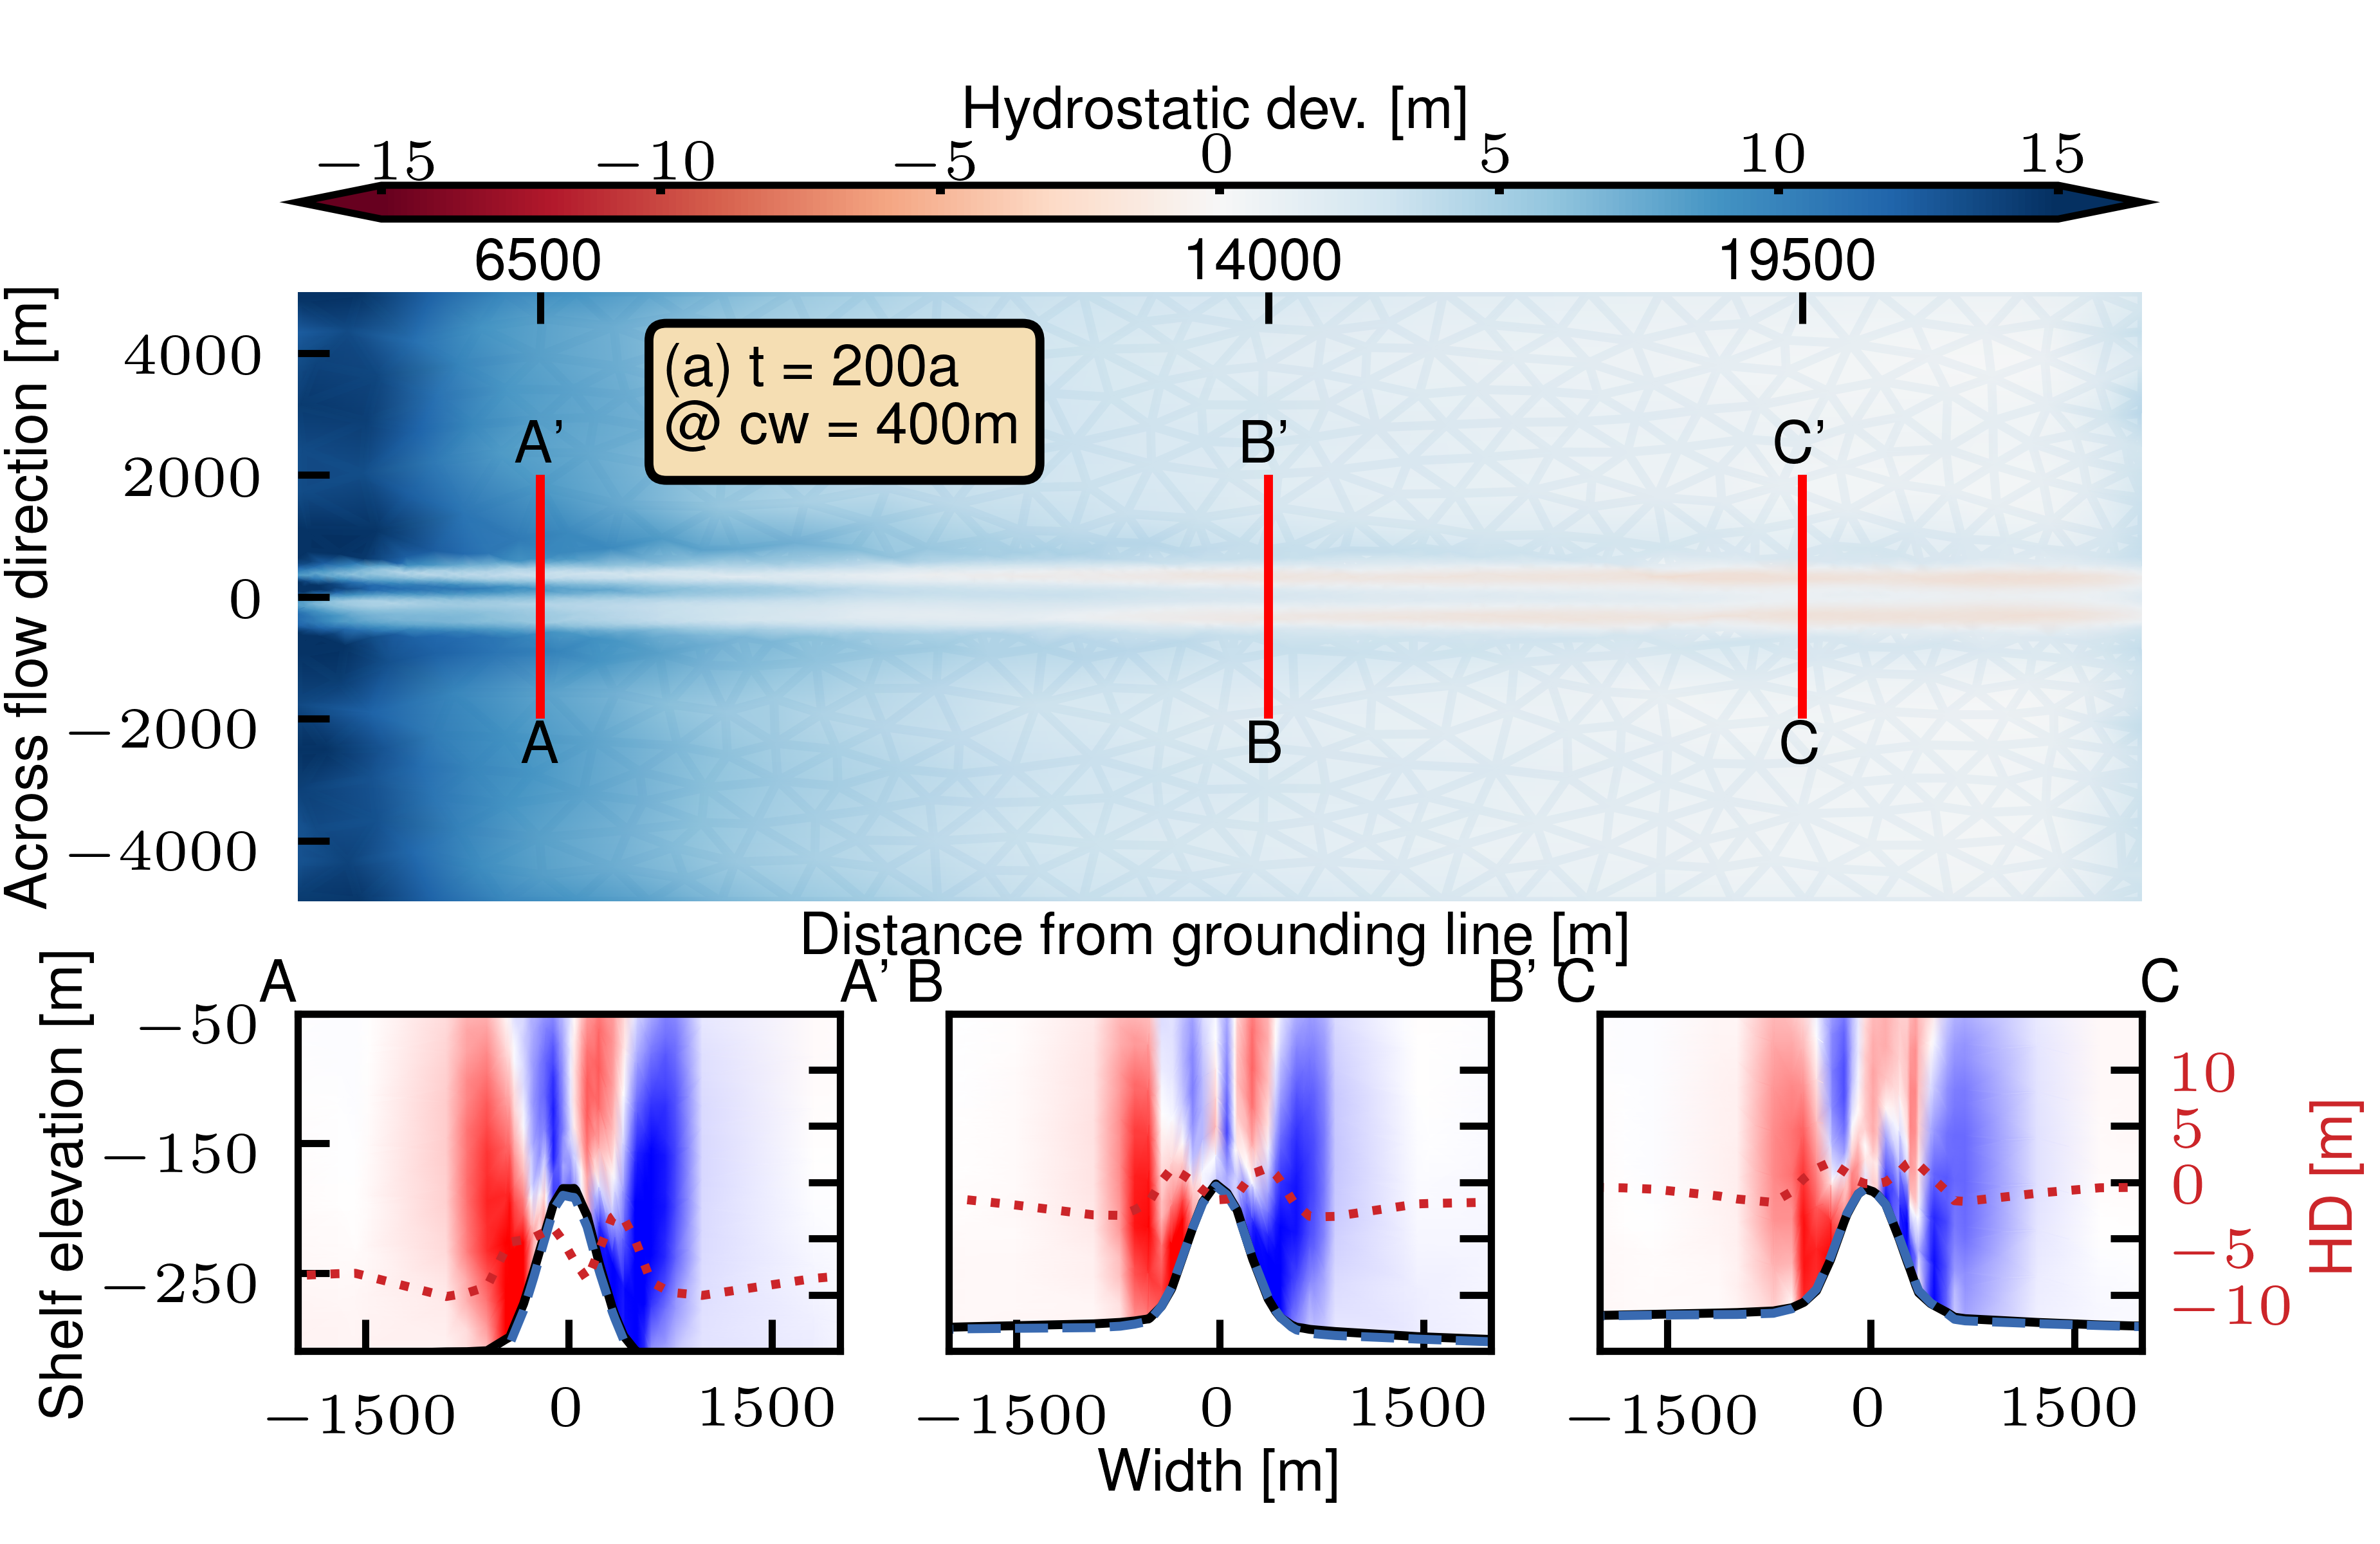 Hydrostatic dev. [m]
−15 −10 −5 0 5 10 15
6500 14000 19500
Across flow direction [m]
4000
2000
0
−2000
−4000
(a) t = 200a
@ cw = 400m
A' B' C'
A B C
Distance from grounding line [m]
A A' B B' C C
Shelf elevation [m]
−50
−150
−250
10
5
0
−5
−10
HD [m]
−1500 0 1500 −1500 0 1500 −1500 0 1500
Width [m]